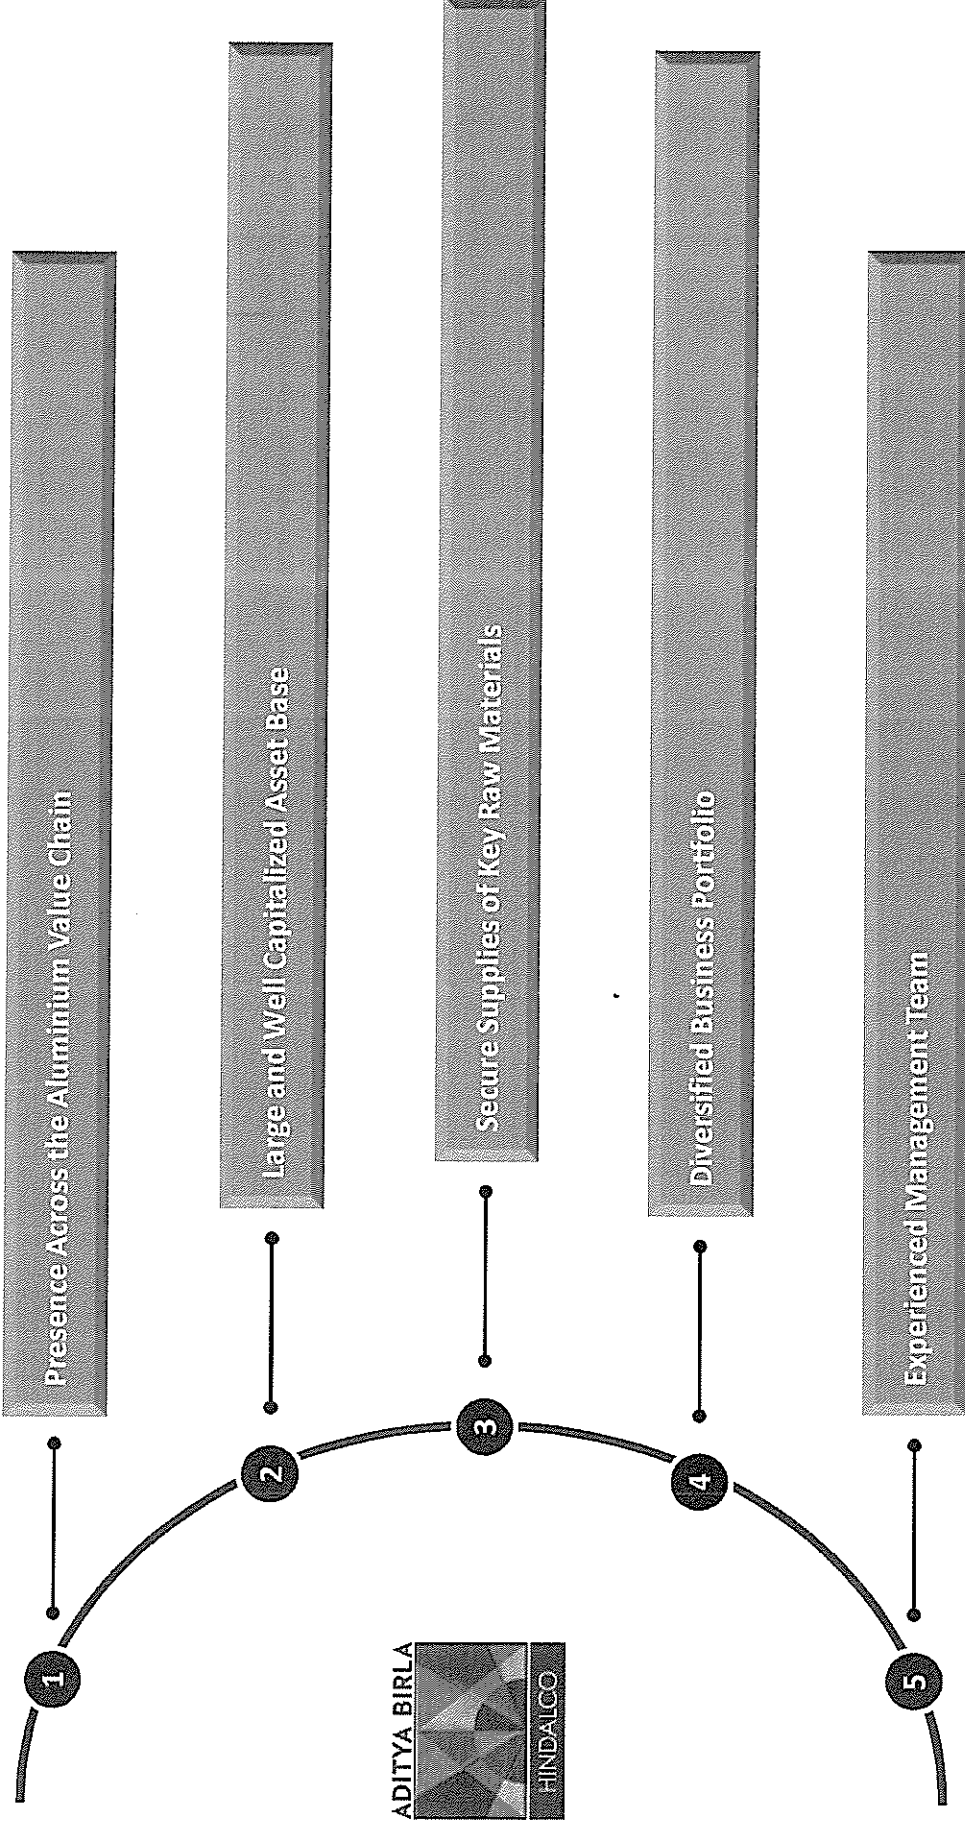 ADITYA BIRLA
HINDALCO
1
Presence Across the Aluminium Value Chain
2
Large and Well Capitalized Asset Base
3
Secure Supplies of Key Raw Materials
4
Diversified Business Portfolio
5
Experienced Management Team